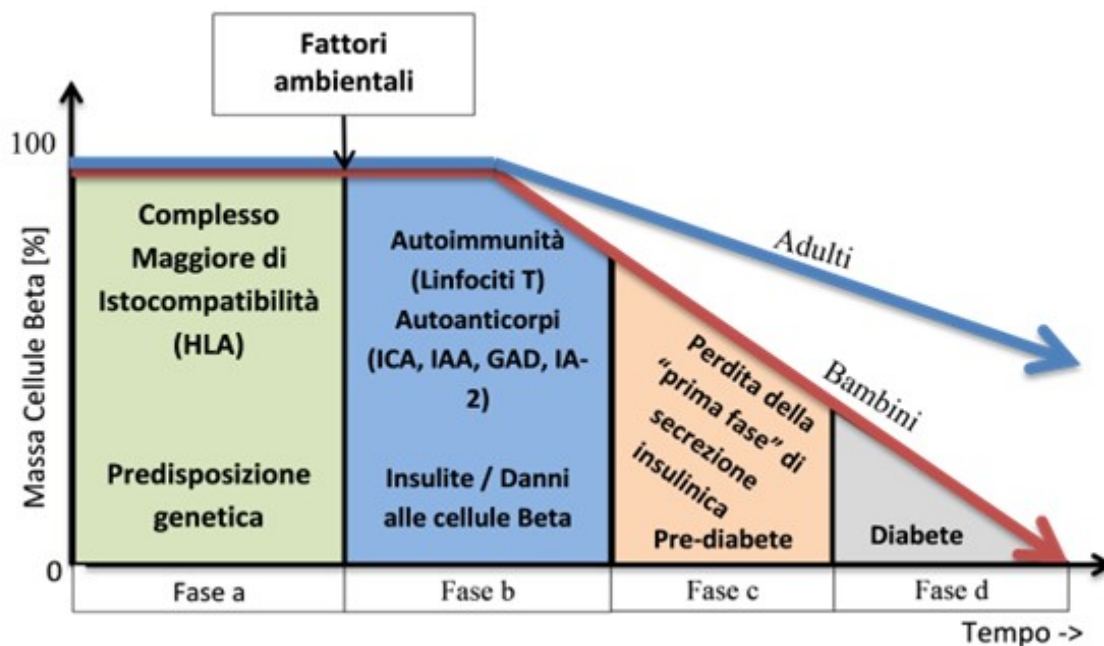 Fattori
ambientali
100
Massa Cellule Beta [%]
0
Complesso
Maggiore di
Istocompatibilità
(HLA)
Predisposizione
genetica
Autoimmunità
(Linfociti T)
Autoanticorpi
(ICA, IAA, GAD, IA-
2)
Insulite / Danni
alle cellule Beta
Adulti
Bambini
Perdita della
"prima fase" di
secrezione
insulinica
Pre-diabete
Diabete
Fase a
Fase b
Fase c
Fase d
Tempo ->